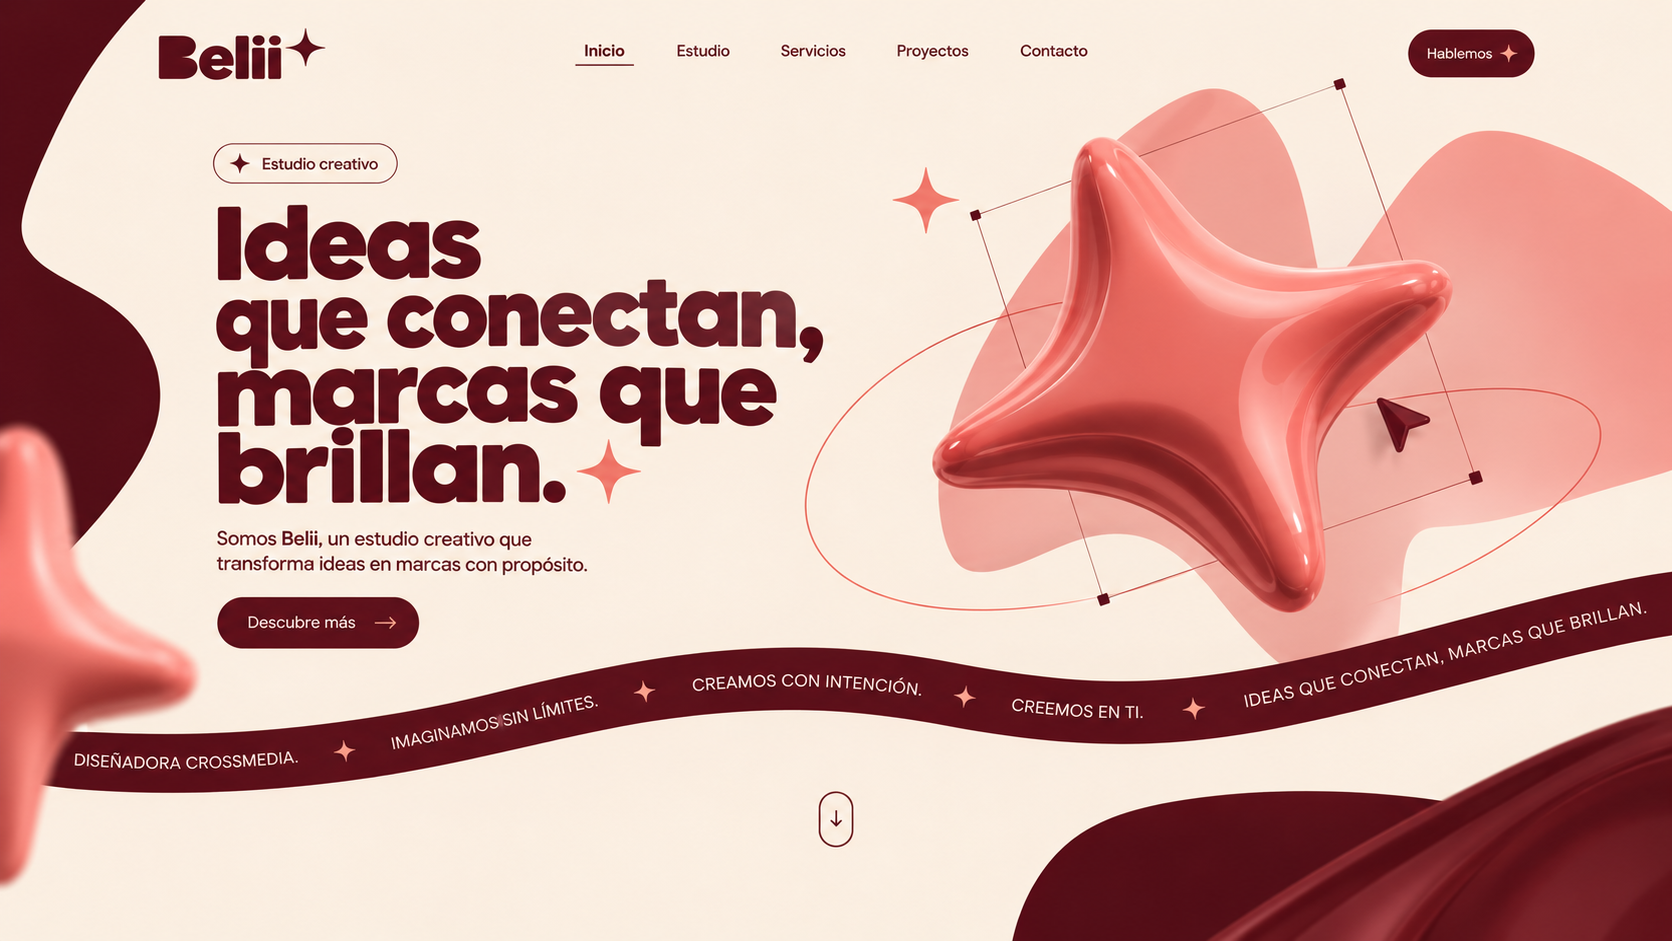 Belii
Inicio
Estudio
Servicios
Proyectos
Contacto
Hablemos
Estudio creativo
Ideas
que conectan,
marcas que
brillan.
Somos Belii, un estudio creativo que
transforma ideas en marcas con propósito.
Descubre más
DISEÑADORA CROSSMEDIA.
IMAGINAMOS SIN LÍMITES.
CREAMOS CON INTENCIÓN.
CREEMOS EN TI.
IDEAS QUE CONECTAN, MARCAS QUE BRILLAN.